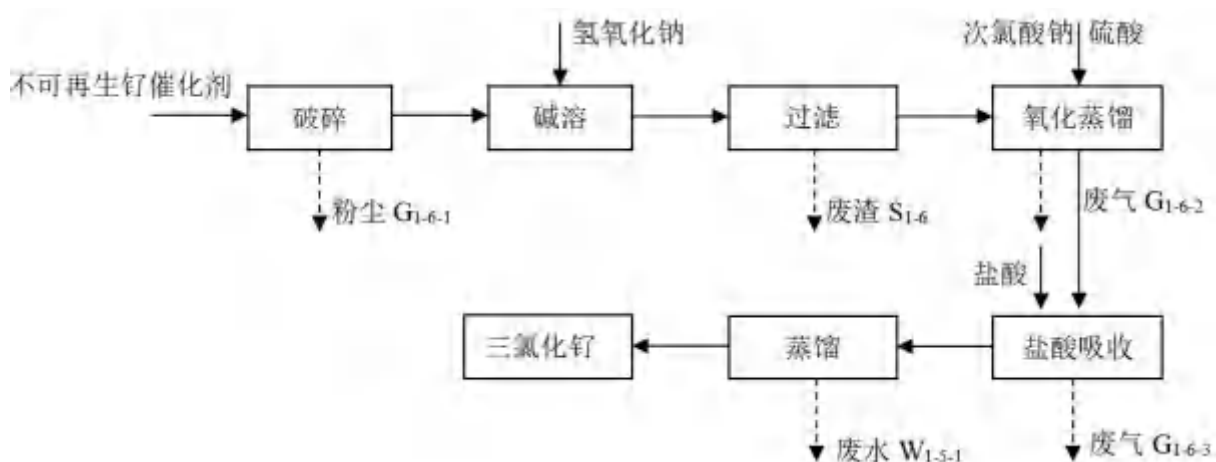 氢氧化钠
次氯酸钠 硫酸
不可再生钌催化剂
破碎
碱溶
过滤
氧化蒸馏
粉尘 G1-6-1
废渣 S1-6
废气 G1-6-2
盐酸
三氯化钌
蒸馏
盐酸吸收
废水 W1-5-1
废气 G1-6-3